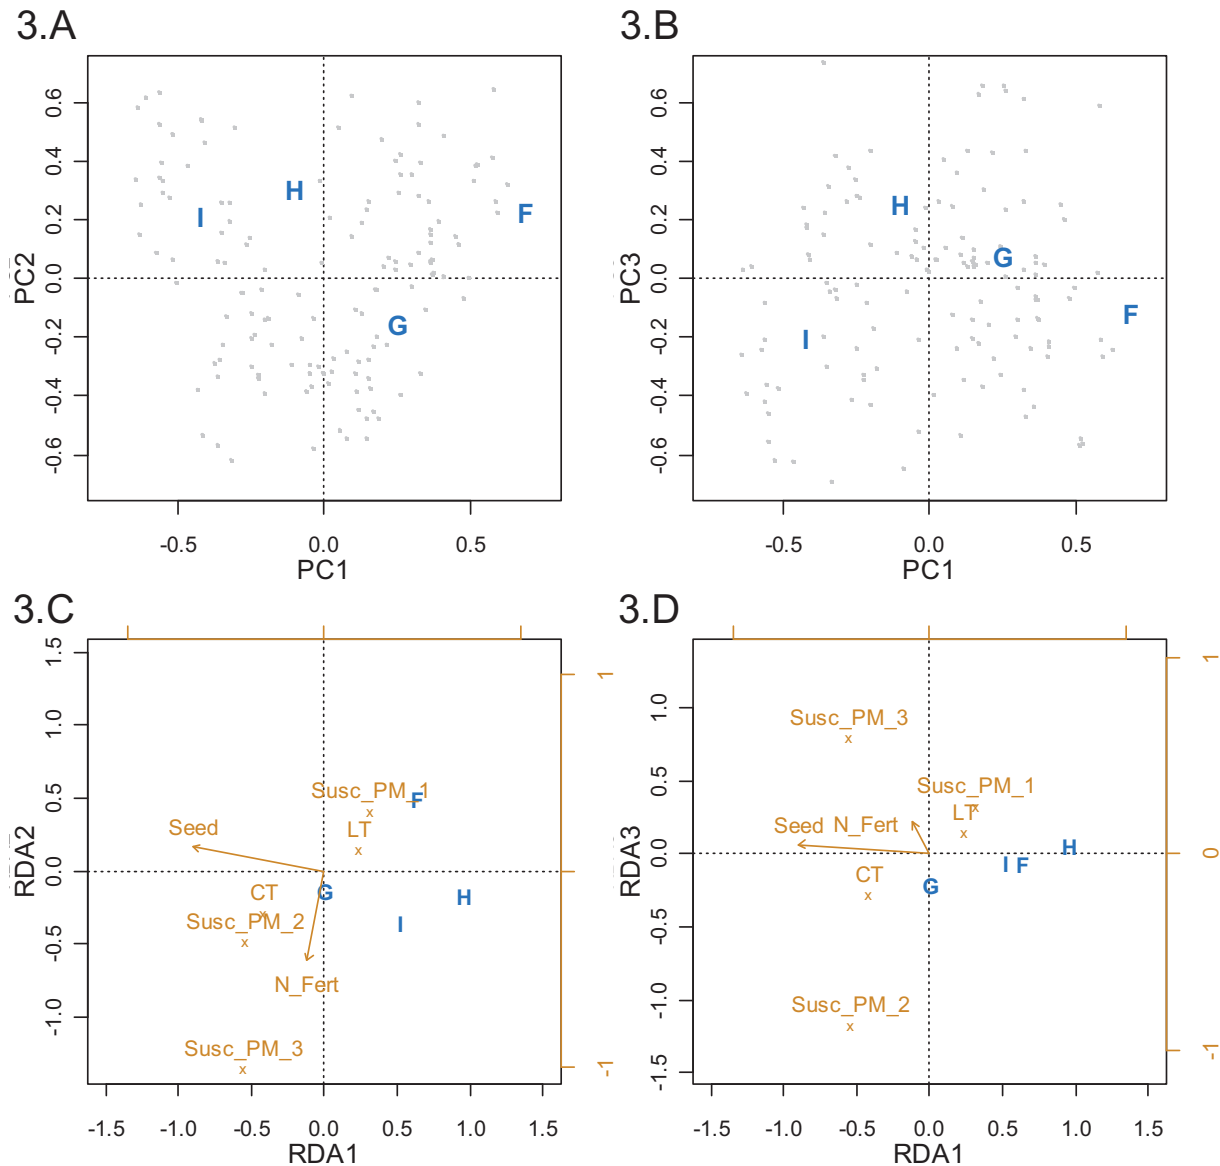 3.A
3.B
0.6
0.4
0.2
0.0
-0.2
-0.4
-0.6
PC2
I
H
F
G
-0.5
0.0
0.5
PC1
0.6
0.4
0.2
0.0
-0.2
-0.4
-0.6
PC3
H
G
F
I
-0.5
0.0
0.5
PC1
3.C
3.D
1.5
1.0
0.5
0.0
-0.5
-1.0
RDA2
1
-1
Susc_PM_1
x
F
LT
x
Seed
CT
x
G
H
Susc_PM_2
x
I
N_Fert
Susc_PM_3
x
-1.5
-1.0
-0.5
0.0
0.5
1.0
1.5
RDA1
1.0
0.5
0.0
-0.5
-1.0
-1.5
RDA3
1
0
-1
Susc_PM_3
x
Susc_PM_1
x
LT
x
Seed
N_Fert
H
I
F
CT
x
G
Susc_PM_2
x
-1.5
-1.0
-0.5
0.0
0.5
1.0
1.5
RDA1